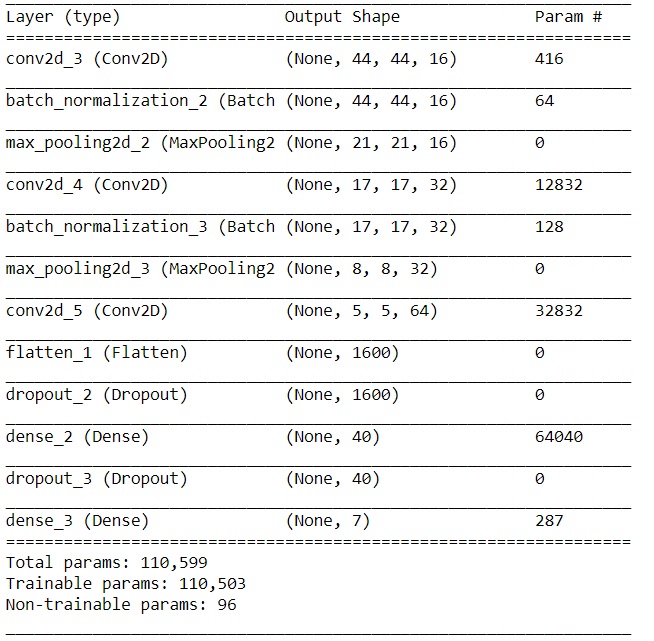 Layer (type) Output Shape Param #
=================================================================
conv2d_3 (Conv2D) (None, 44, 44, 16) 416
batch_normalization_2 (Batch (None, 44, 44, 16) 64
max_pooling2d_2 (MaxPooling2 (None, 21, 21, 16) 0
conv2d_4 (Conv2D) (None, 17, 17, 32) 12832
batch_normalization_3 (Batch (None, 17, 17, 32) 128
max_pooling2d_3 (MaxPooling2 (None, 8, 8, 32) 0
conv2d_5 (Conv2D) (None, 5, 5, 64) 32832
flatten_1 (Flatten) (None, 1600) 0
dropout_2 (Dropout) (None, 1600) 0
dense_2 (Dense) (None, 40) 64040
dropout_3 (Dropout) (None, 40) 0
dense_3 (Dense) (None, 7) 287
=================================================================
Total params: 110,599
Trainable params: 110,503
Non-trainable params: 96